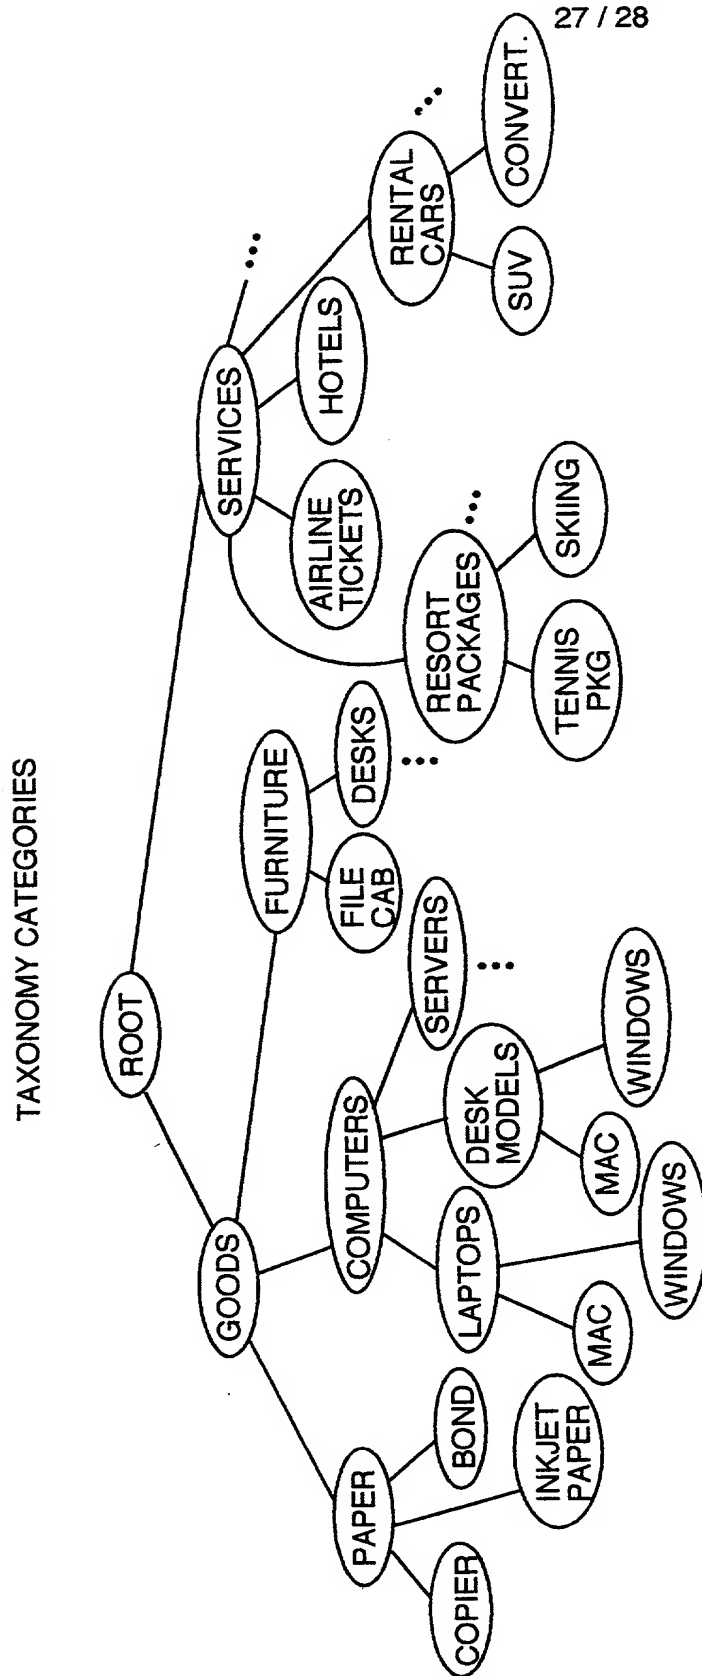 27 / 28
TAXONOMY CATEGORIES
ROOT
GOODS
SERVICES
...
PAPER
COMPUTERS
FURNITURE
AIRLINE
TICKETS
HOTELS
RENTAL
CARS
...
COPIER
INKJET
PAPER
BOND
LAPTOPS
DESK
MODELS
SERVERS
...
FILE
CAB
DESKS
...
RESORT
PACKAGES
...
SUV
CONVERT.
MAC
WINDOWS
MAC
WINDOWS
TENNIS
PKG
SKIING